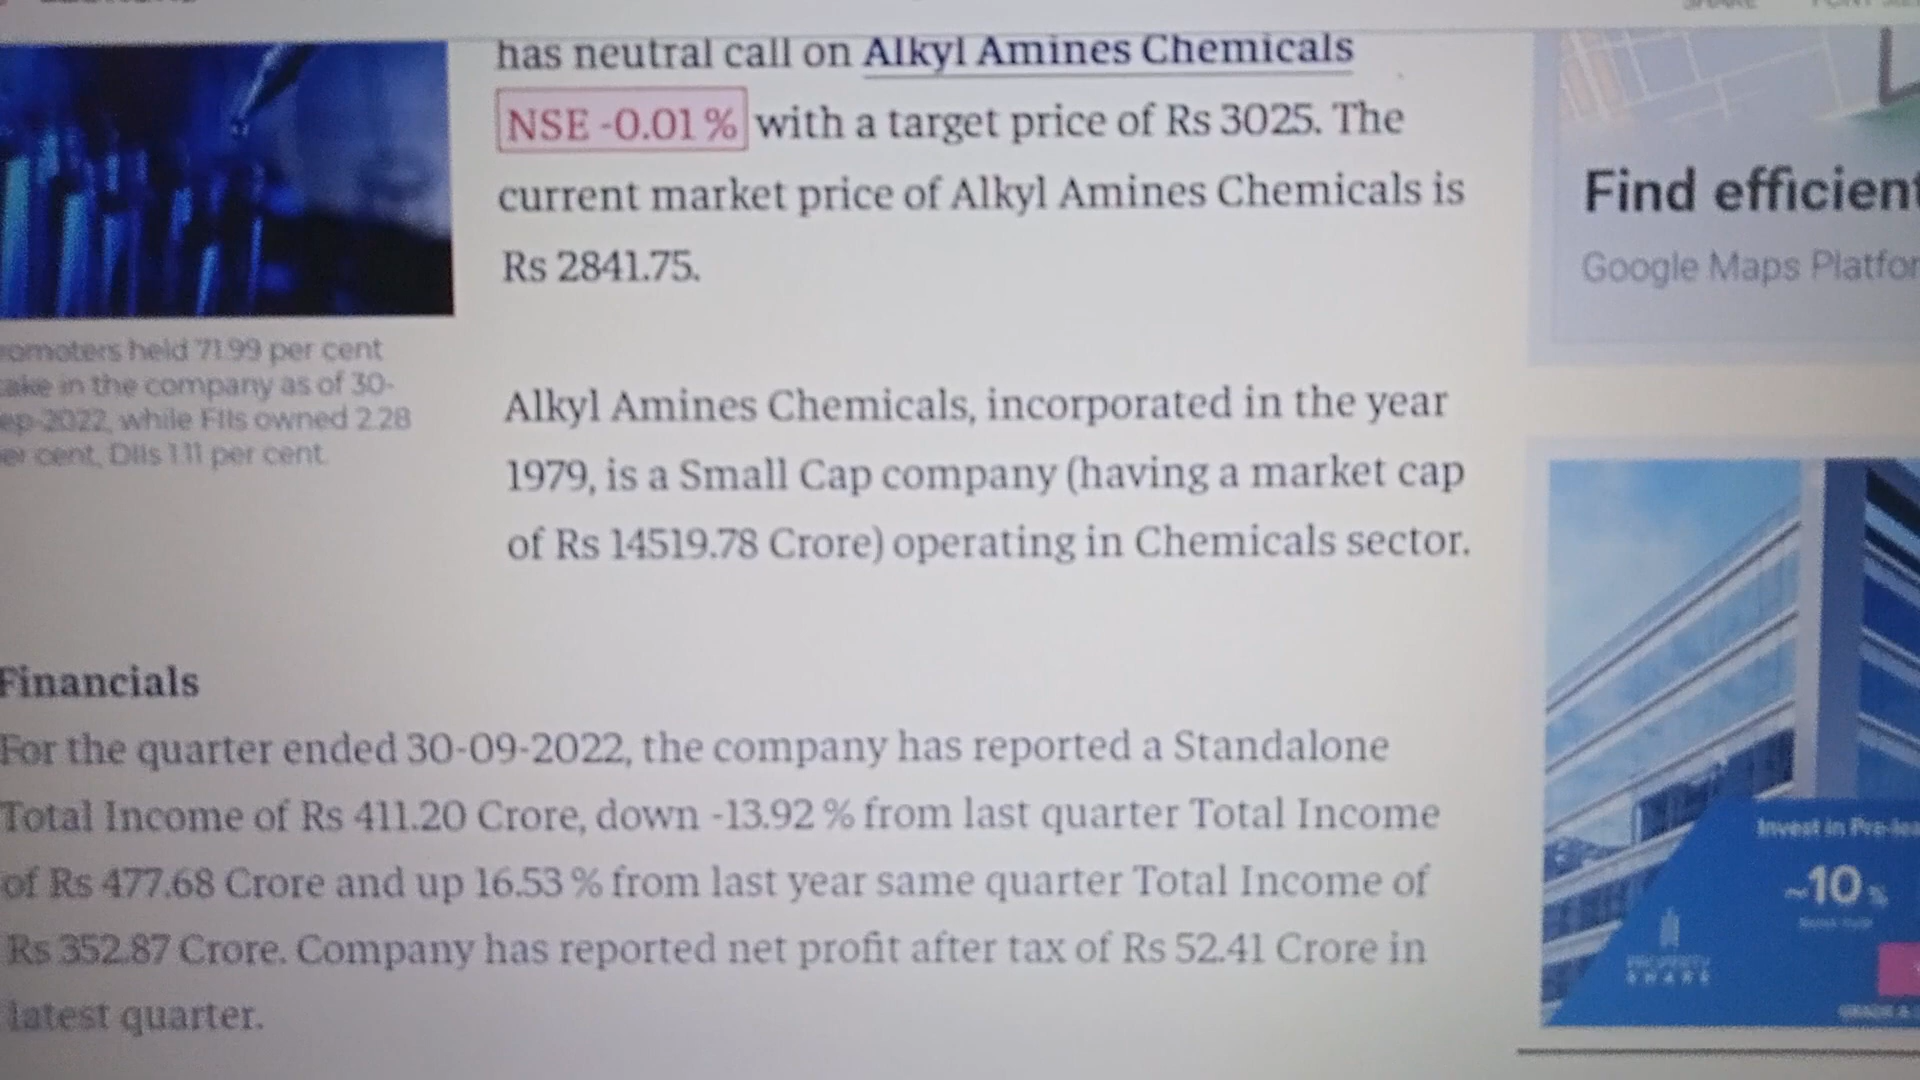 has neutral call on Alkyl Amines Chemicals
NSE -0.01 % with a target price of Rs 3025. The
current market price of Alkyl Amines Chemicals is
Rs 2841.75.
omoters held 71.99 per cent
ake in the company as of 30-
ep-2022, while FIIs owned 2.28
er cent, DIIs 1.11 per cent.
Alkyl Amines Chemicals, incorporated in the year
1979, is a Small Cap company (having a market cap
of Rs 14519.78 Crore) operating in Chemicals sector.
Financials
For the quarter ended 30-09-2022, the company has reported a Standalone
Total Income of Rs 411.20 Crore, down -13.92 % from last quarter Total Income
of Rs 477.68 Crore and up 16.53 % from last year same quarter Total Income of
Rs 352.87 Crore. Company has reported net profit after tax of Rs 52.41 Crore in
latest quarter.
Find efficient
Google Maps Platfor
Invest in Pre-lea
~10 %
PROPERTY
SHARE